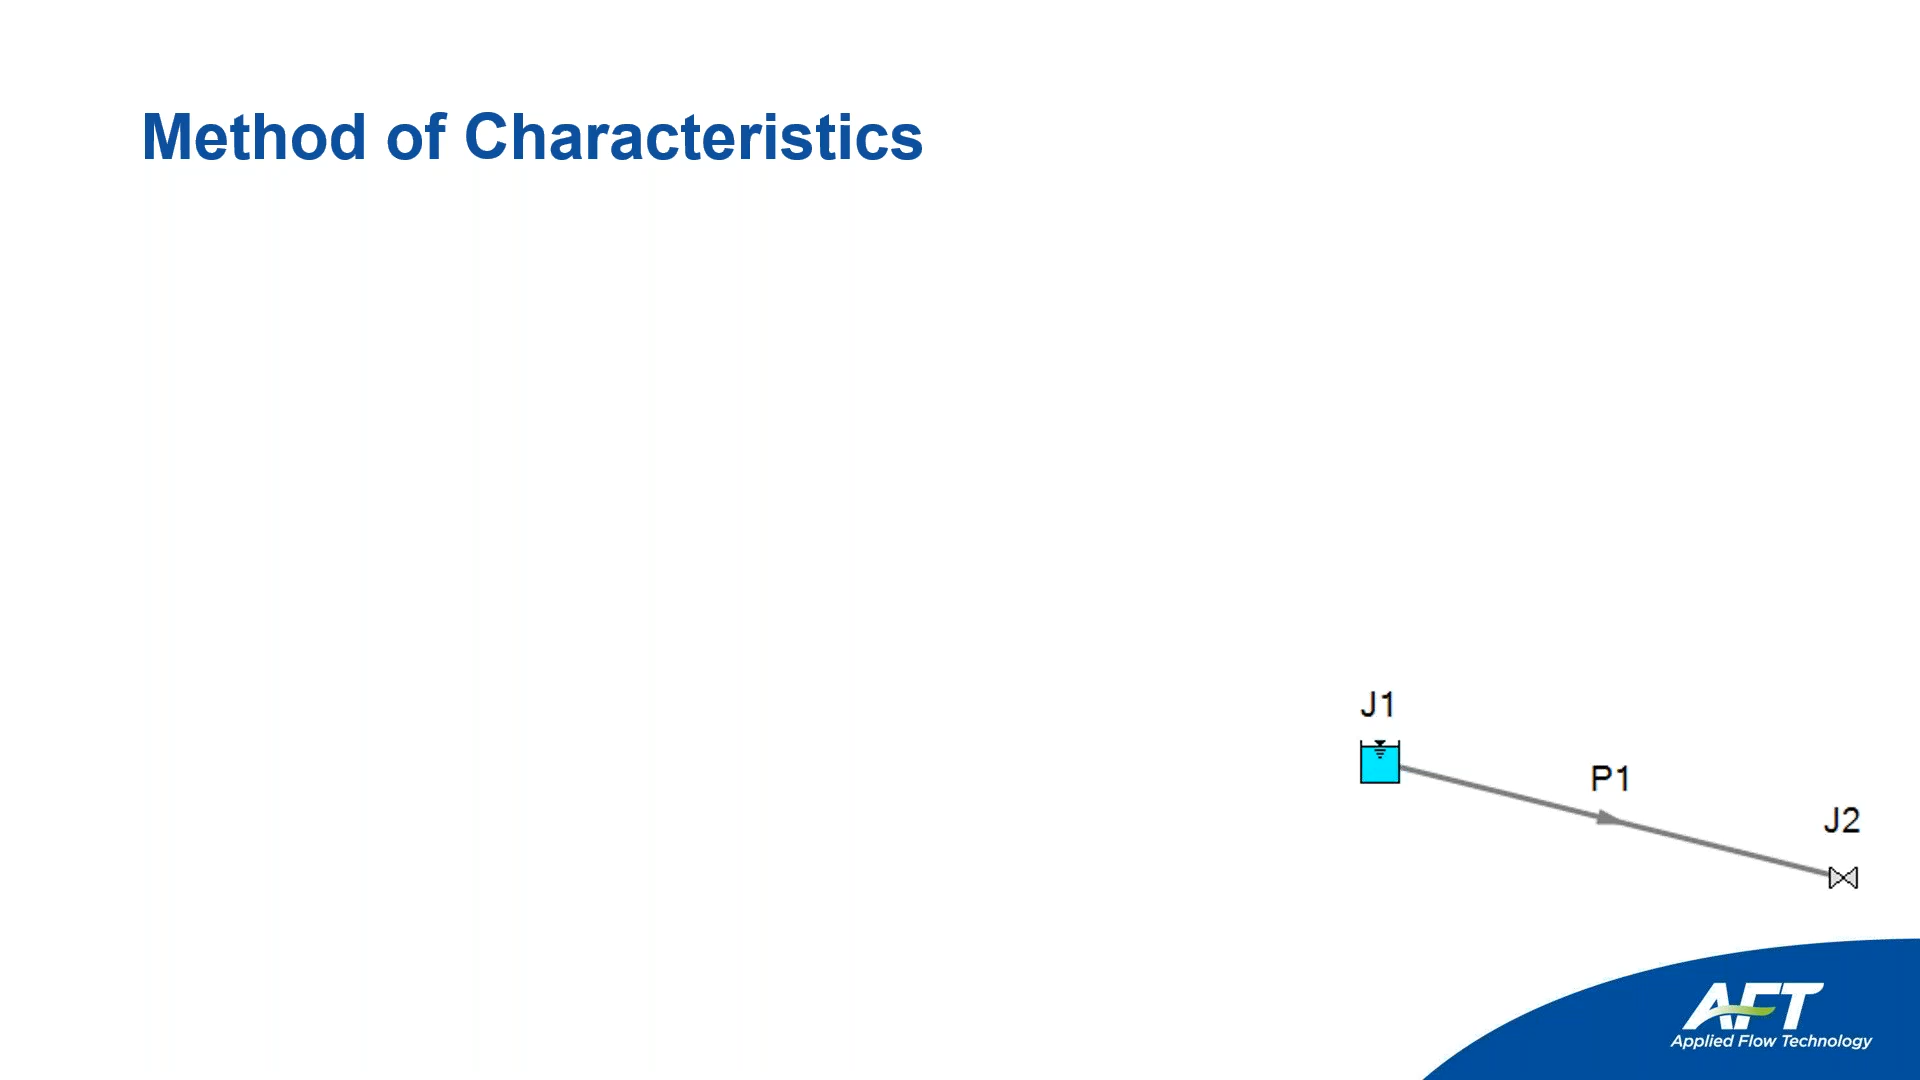 Method of Characteristics
J1
P1
J2
AFT
Applied Flow Technology